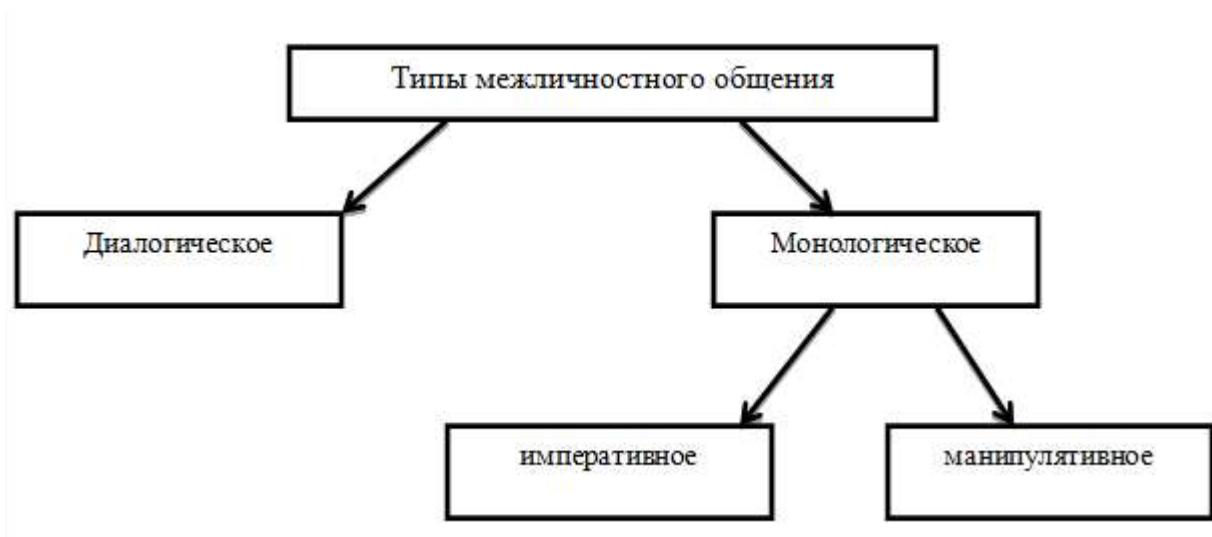 Типы межличностного общения
Диалогическое
Монологическое
императивное
манипулятивное